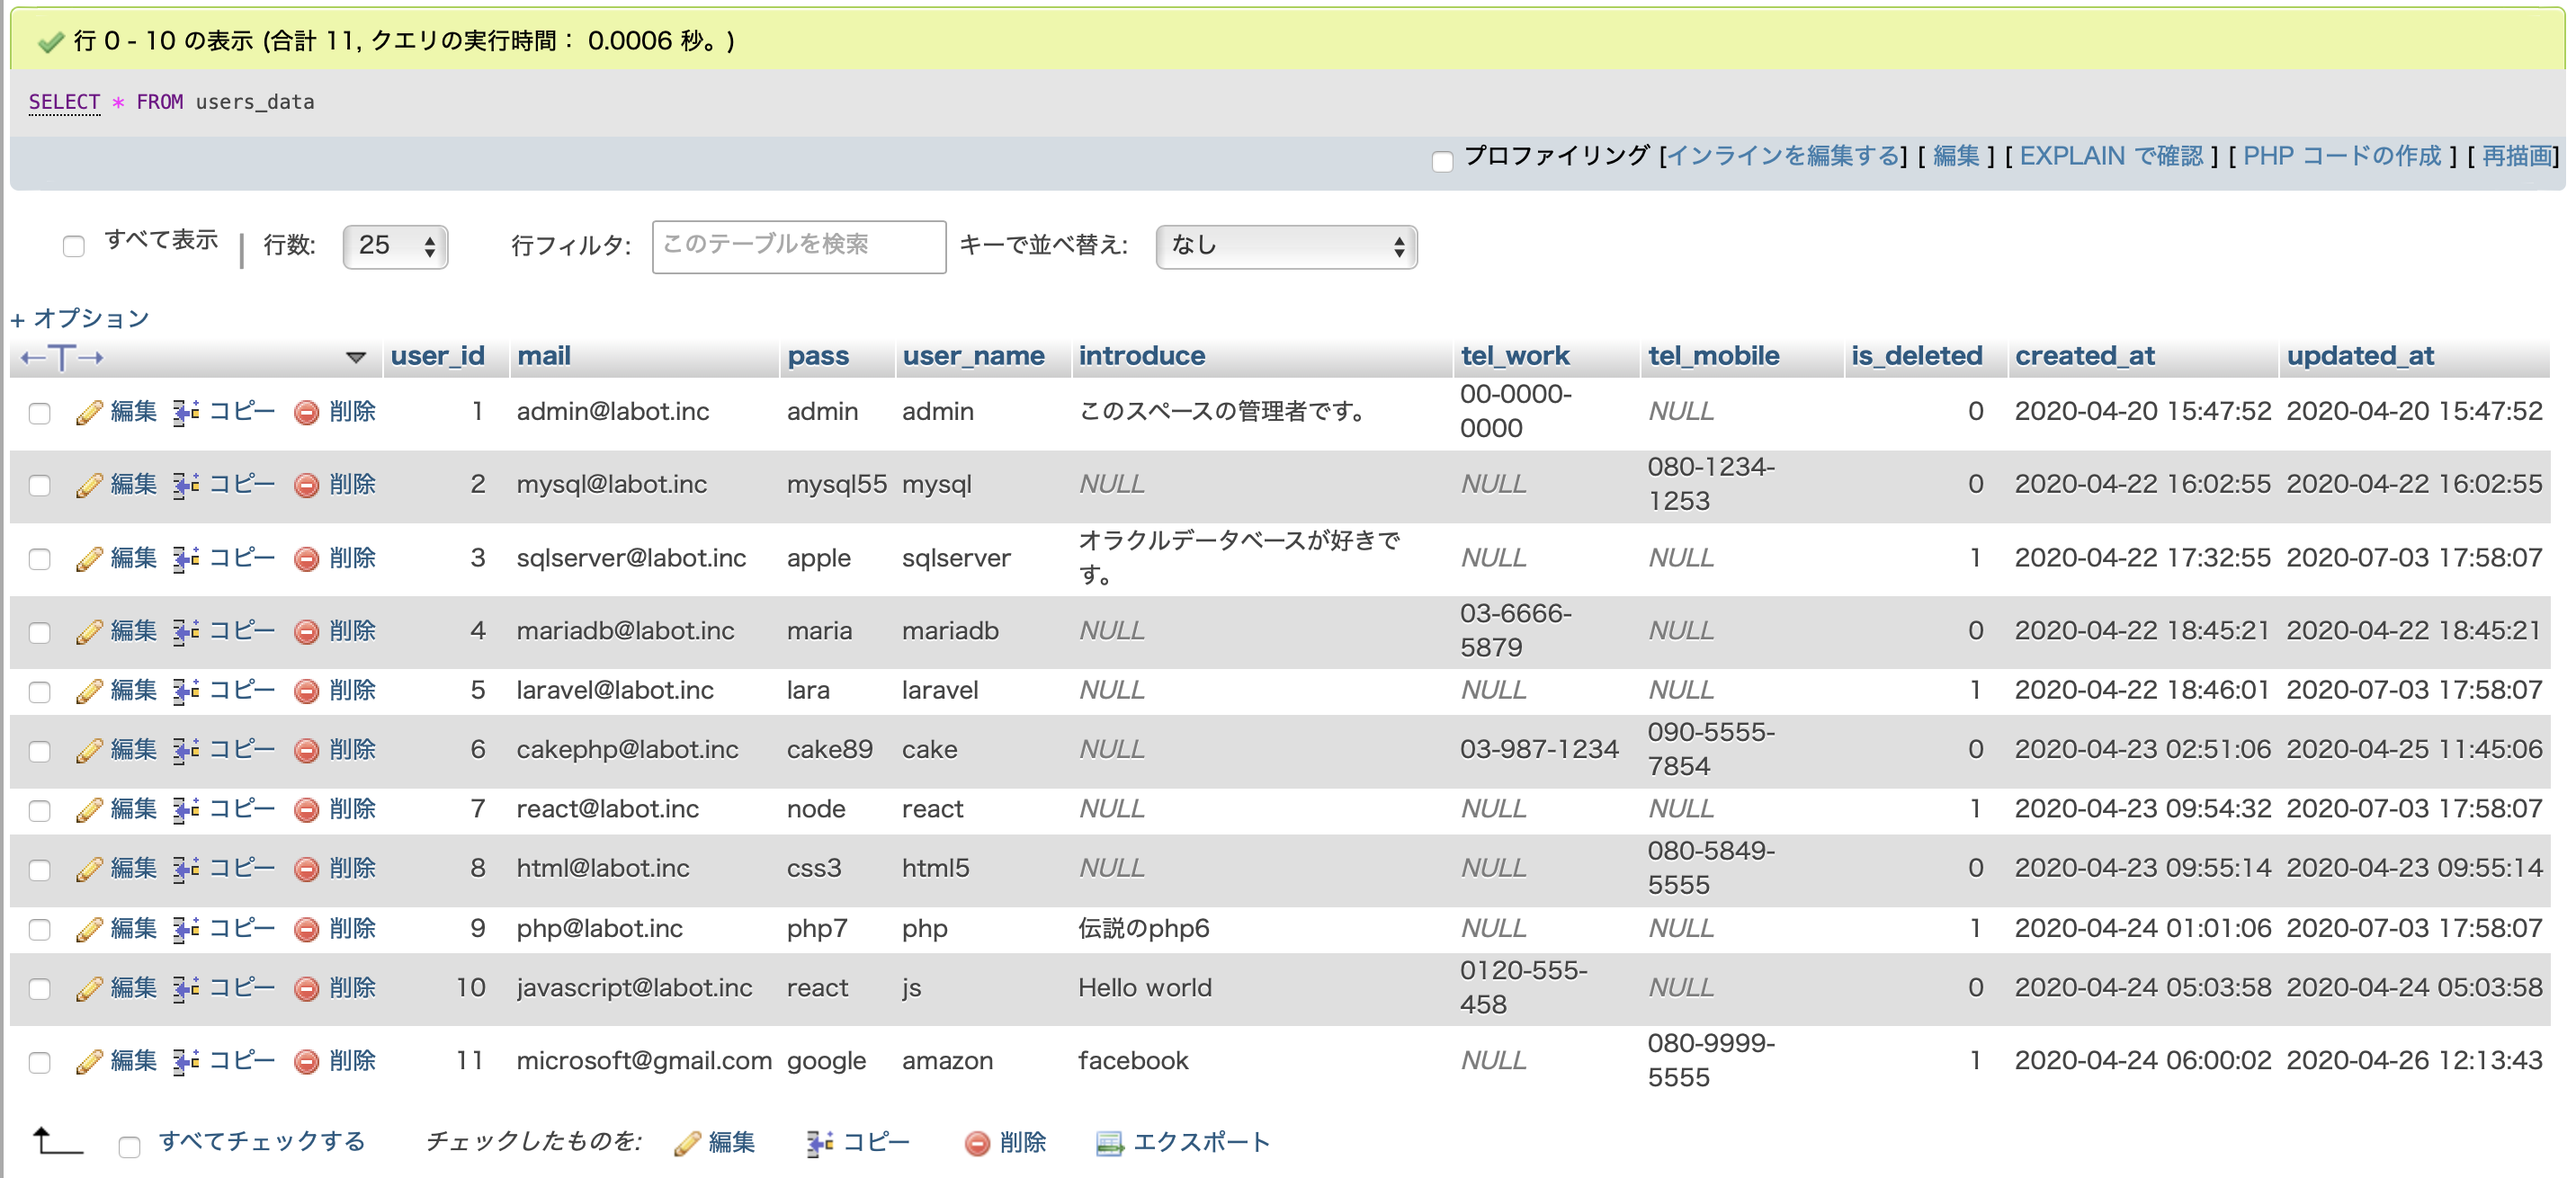 行 0 - 10 の表示 (合計 11, クエリの実行時間： 0.0006 秒。)
SELECT * FROM users_data
プロファイリング [インラインを編集する] [ 編集 ] [ EXPLAIN で確認 ] [ PHP コードの作成 ] [ 再描画]
すべて表示 | 行数: 25 行フィルタ: このテーブルを検索 キーで並べ替え: なし
+ オプション
←T→ user_id mail pass user_name introduce tel_work tel_mobile is_deleted created_at updated_at
編集 コピー 削除 1 admin@labot.inc admin admin このスペースの管理者です。 00-0000-
0000 NULL 0 2020-04-20 15:47:52 2020-04-20 15:47:52
編集 コピー 削除 2 mysql@labot.inc mysql55 mysql NULL NULL 080-1234-
1253 0 2020-04-22 16:02:55 2020-04-22 16:02:55
編集 コピー 削除 3 sqlserver@labot.inc apple sqlserver オラクルデータベースが好きで
す。 NULL NULL 1 2020-04-22 17:32:55 2020-07-03 17:58:07
編集 コピー 削除 4 mariadb@labot.inc maria mariadb NULL 03-6666-
5879 NULL 0 2020-04-22 18:45:21 2020-04-22 18:45:21
編集 コピー 削除 5 laravel@labot.inc lara laravel NULL NULL NULL 1 2020-04-22 18:46:01 2020-07-03 17:58:07
編集 コピー 削除 6 cakephp@labot.inc cake89 cake NULL 03-987-1234 090-5555-
7854 0 2020-04-23 02:51:06 2020-04-25 11:45:06
編集 コピー 削除 7 react@labot.inc node react NULL NULL NULL 1 2020-04-23 09:54:32 2020-07-03 17:58:07
編集 コピー 削除 8 html@labot.inc css3 html5 NULL NULL 080-5849-
5555 0 2020-04-23 09:55:14 2020-04-23 09:55:14
編集 コピー 削除 9 php@labot.inc php7 php 伝説のphp6 NULL NULL 1 2020-04-24 01:01:06 2020-07-03 17:58:07
編集 コピー 削除 10 javascript@labot.inc react js Hello world 0120-555-
458 NULL 0 2020-04-24 05:03:58 2020-04-24 05:03:58
編集 コピー 削除 11 microsoft@gmail.com google amazon facebook NULL 080-9999-
5555 1 2020-04-24 06:00:02 2020-04-26 12:13:43
すべてチェックする チェックしたものを: 編集 コピー 削除 エクスポート